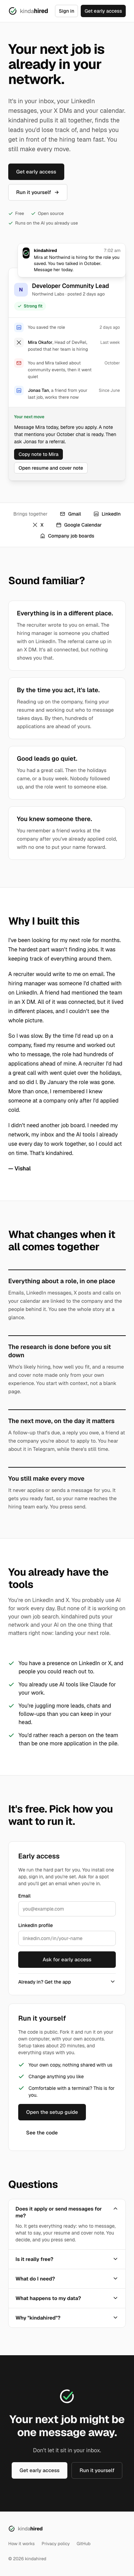 kindahired
Sign in
Get early access
Your next job is already in your network.
It's in your inbox, your LinkedIn messages, your X DMs and your calendar. kindahired pulls it all together, finds the roles where you already have a way in, and helps you get in front of the hiring team fast. You still make every move.
Get early access
Run it yourself →
Free
Open source
Runs on the AI you already use
kindahired
7:02 am
Mira at Northwind is hiring for the role you saved. You two talked in October. Message her today.
N
Developer Community Lead
Northwind Labs · posted 2 days ago
Strong fit
You saved the role
2 days ago
Mira Okafor, Head of DevRel, posted that her team is hiring
Last week
You and Mira talked about community events, then it went quiet
October
Jonas Tan, a friend from your last job, works there now
Since June
Your next move
Message Mira today, before you apply. A note that mentions your October chat is ready. Then ask Jonas for a referral.
Copy note to Mira
Open resume and cover note
Brings together
Gmail
LinkedIn
X
Google Calendar
Company job boards
Sound familiar?
Everything is in a different place.
The recruiter wrote to you on email. The hiring manager is someone you chatted with on LinkedIn. A friend told you more in an X DM. It's all connected, but nothing shows you that.
By the time you act, it's late.
Reading up on the company, fixing your resume and working out who to message takes days. By then, hundreds of applications are ahead of yours.
Good leads go quiet.
You had a great call. Then the holidays came, or a busy week. Nobody followed up, and the role went to someone else.
You knew someone there.
You remember a friend works at the company after you've already applied cold, with no one to put your name forward.
Why I built this
I've been looking for my next role for months. The hardest part wasn't finding jobs. It was keeping track of everything around them.
A recruiter would write to me on email. The hiring manager was someone I'd chatted with on LinkedIn. A friend had mentioned the team in an X DM. All of it was connected, but it lived in different places, and I couldn't see the whole picture.
So I was slow. By the time I'd read up on a company, fixed my resume and worked out who to message, the role had hundreds of applications ahead of mine. A recruiter I'd had a great call with went quiet over the holidays, and so did I. By January the role was gone. More than once, I remembered I knew someone at a company only after I'd applied cold.
I didn't need another job board. I needed my network, my inbox and the AI tools I already use every day to work together, so I could act on time. That's kindahired.
— Vishal
What changes when it all comes together
Everything about a role, in one place
Emails, LinkedIn messages, X posts and calls on your calendar all link to the company and the people behind it. You see the whole story at a glance.
The research is done before you sit down
Who's likely hiring, how well you fit, and a resume and cover note made only from your own experience. You start with context, not a blank page.
The next move, on the day it matters
A follow-up that's due, a reply you owe, a friend at the company you're about to apply to. You hear about it in Telegram, while there's still time.
You still make every move
It never applies or sends a message for you. It gets you ready fast, so your name reaches the hiring team early. You press send.
You already have the tools
You're on LinkedIn and X. You probably use AI for work every day. But if you're anything like me, you've never put them all to work on your own job search. kindahired puts your network and your AI on the one thing that matters right now: landing your next role.
You have a presence on LinkedIn or X, and people you could reach out to.
You already use AI tools like Claude for your work.
You're juggling more leads, chats and follow-ups than you can keep in your head.
You'd rather reach a person on the team than be one more application in the pile.
It's free. Pick how you want to run it.
Early access
We run the hard part for you. You install one app, sign in, and you're set. Ask for a spot and you'll get an email when you're in.
Email
you@example.com
LinkedIn profile
linkedin.com/in/your-name
Ask for early access
Already in? Get the app
Run it yourself
The code is public. Fork it and run it on your own computer, with your own accounts. Setup takes about 20 minutes, and everything stays with you.
Your own copy, nothing shared with us
Change anything you like
Comfortable with a terminal? This is for you.
Open the setup guide
See the code
Questions
Does it apply or send messages for me?
No. It gets everything ready: who to message, what to say, your resume and cover note. You decide, and you press send.
Is it really free?
What do I need?
What happens to my data?
Why "kindahired"?
Your next job might be one message away.
Don't let it sit in your inbox.
Get early access
Run it yourself
kindahired
How it works
Privacy policy
GitHub
© 2026 kindahired